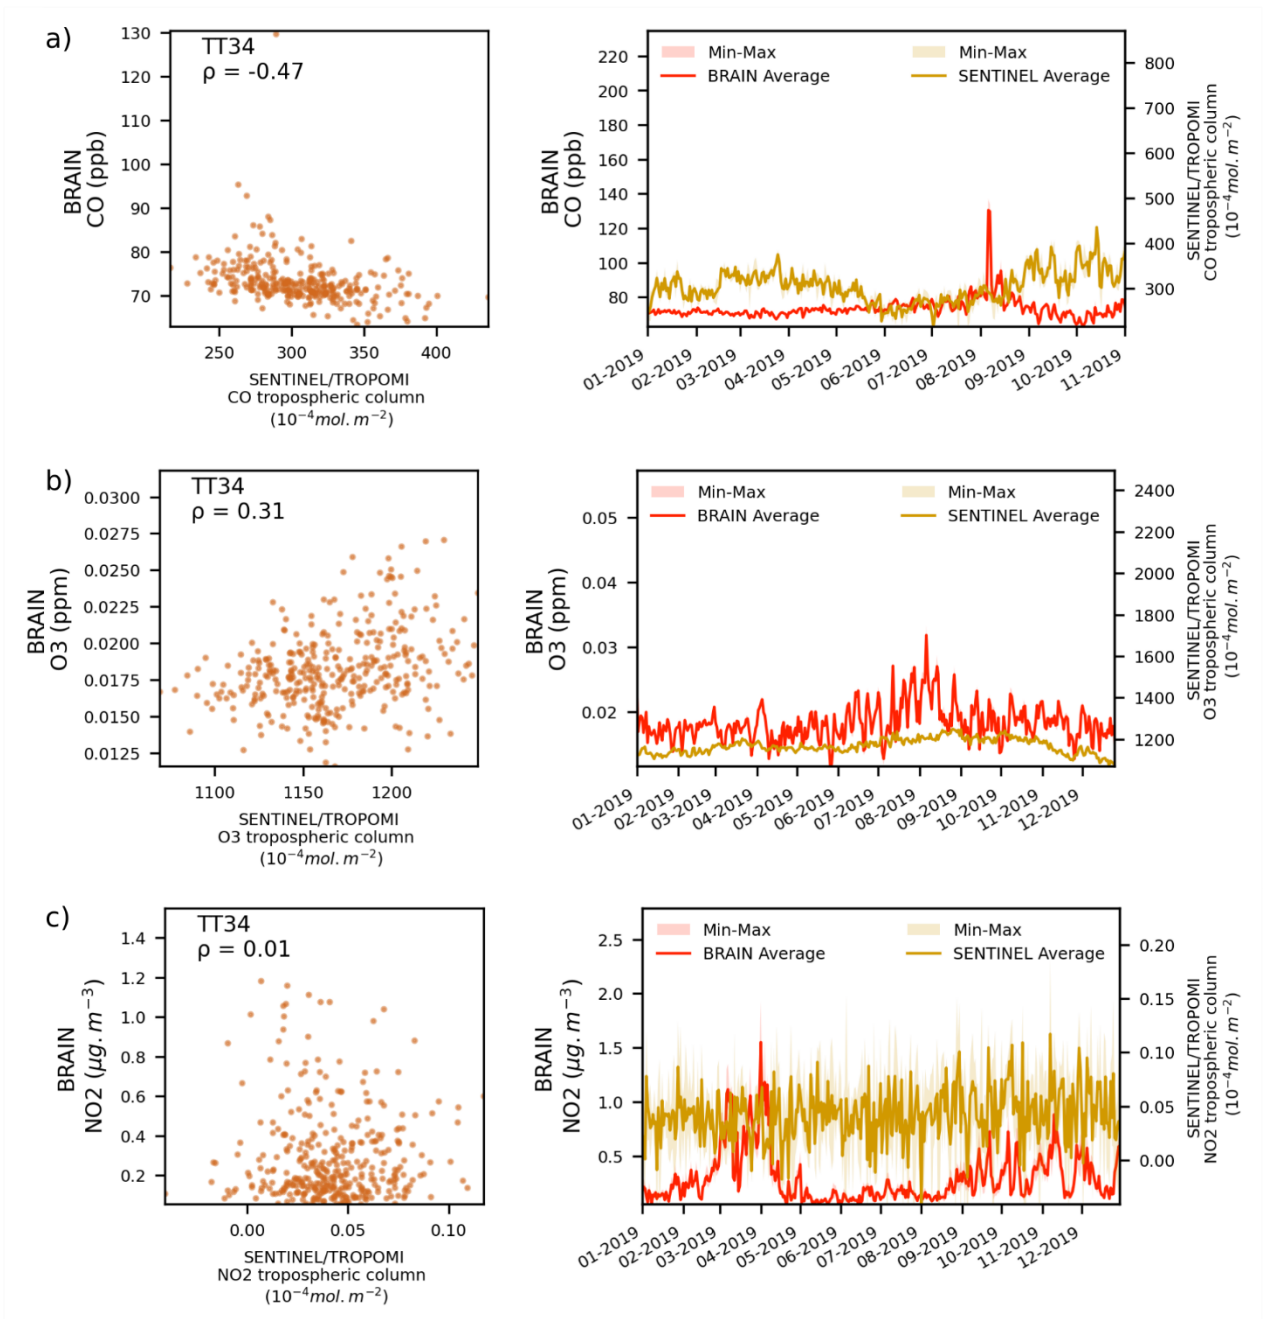 a)
TT34
ρ = -0.47
130
120
110
100
90
80
70
BRAIN
CO (ppb)
250 300 350 400
SENTINEL/TROPOMI
CO tropospheric column
(10⁻⁴mol.m⁻²)
Min-Max
BRAIN Average
Min-Max
SENTINEL Average
220
200
180
160
140
120
100
80
BRAIN
CO (ppb)
800
700
600
500
400
300
SENTINEL/TROPOMI
CO tropospheric column
(10⁻⁴mol.m⁻²)
01-2019 02-2019 03-2019 04-2019 05-2019 06-2019 07-2019 08-2019 09-2019 10-2019 11-2019
b)
TT34
ρ = 0.31
0.0300
0.0275
0.0250
0.0225
0.0200
0.0175
0.0150
0.0125
BRAIN
O3 (ppm)
1100 1150 1200
SENTINEL/TROPOMI
O3 tropospheric column
(10⁻⁴mol.m⁻²)
Min-Max
BRAIN Average
Min-Max
SENTINEL Average
0.05
0.04
0.03
0.02
BRAIN
O3 (ppm)
2400
2200
2000
1800
1600
1400
1200
SENTINEL/TROPOMI
O3 tropospheric column
(10⁻⁴mol.m⁻²)
01-2019 02-2019 03-2019 04-2019 05-2019 06-2019 07-2019 08-2019 09-2019 10-2019 11-2019 12-2019
c)
TT34
ρ = 0.01
1.4
1.2
1.0
0.8
0.6
0.4
0.2
BRAIN
NO2 (μg.m⁻³)
0.00 0.05 0.10
SENTINEL/TROPOMI
NO2 tropospheric column
(10⁻⁴mol.m⁻²)
Min-Max
BRAIN Average
Min-Max
SENTINEL Average
2.5
2.0
1.5
1.0
0.5
BRAIN
NO2 (μg.m⁻³)
0.20
0.15
0.10
0.05
0.00
SENTINEL/TROPOMI
NO2 tropospheric column
(10⁻⁴mol.m⁻²)
01-2019 02-2019 03-2019 04-2019 05-2019 06-2019 07-2019 08-2019 09-2019 10-2019 11-2019 12-2019